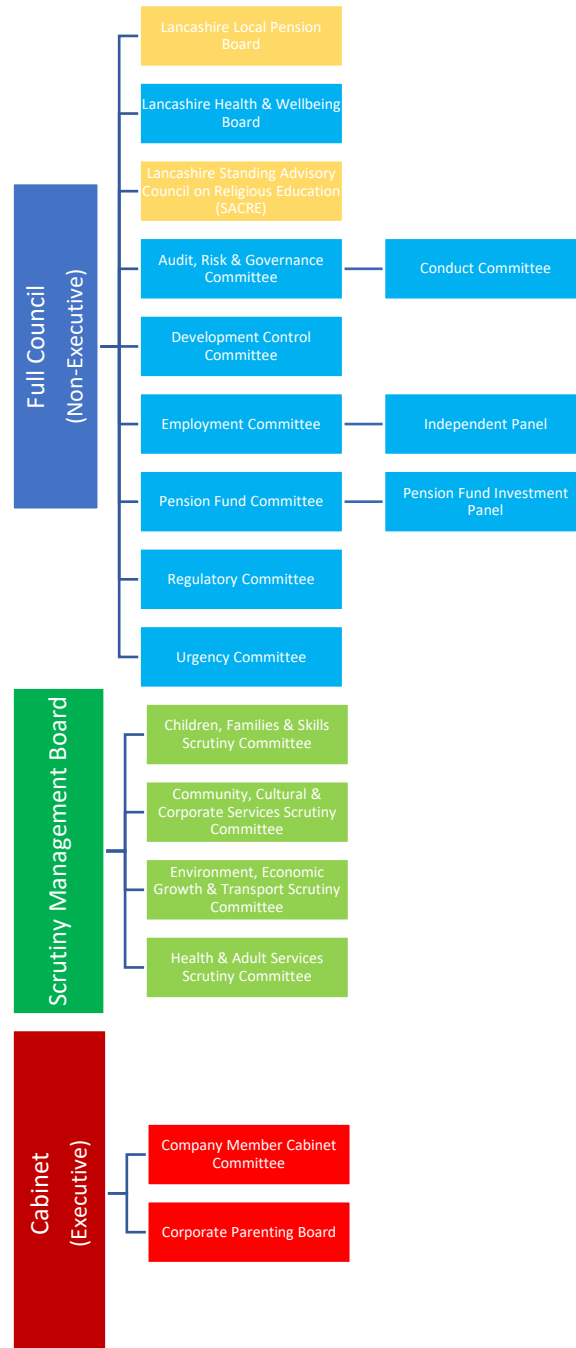 Lancashire Local Pension
Board
Lancashire Health & Wellbeing
Board
Lancashire Standing Advisory
Council on Religious Education
(SACRE)
Audit, Risk & Governance
Committee
Conduct Committee
Development Control
Committee
Full Council
(Non-Executive)
Employment Committee
Independent Panel
Pension Fund Committee
Pension Fund Investment
Panel
Regulatory Committee
Urgency Committee
Scrutiny Management Board
Children, Families & Skills
Scrutiny Committee
Community, Cultural &
Corporate Services Scrutiny
Committee
Environment, Economic
Growth & Transport Scrutiny
Committee
Health & Adult Services
Scrutiny Committee
Cabinet
(Executive)
Company Member Cabinet
Committee
Corporate Parenting Board